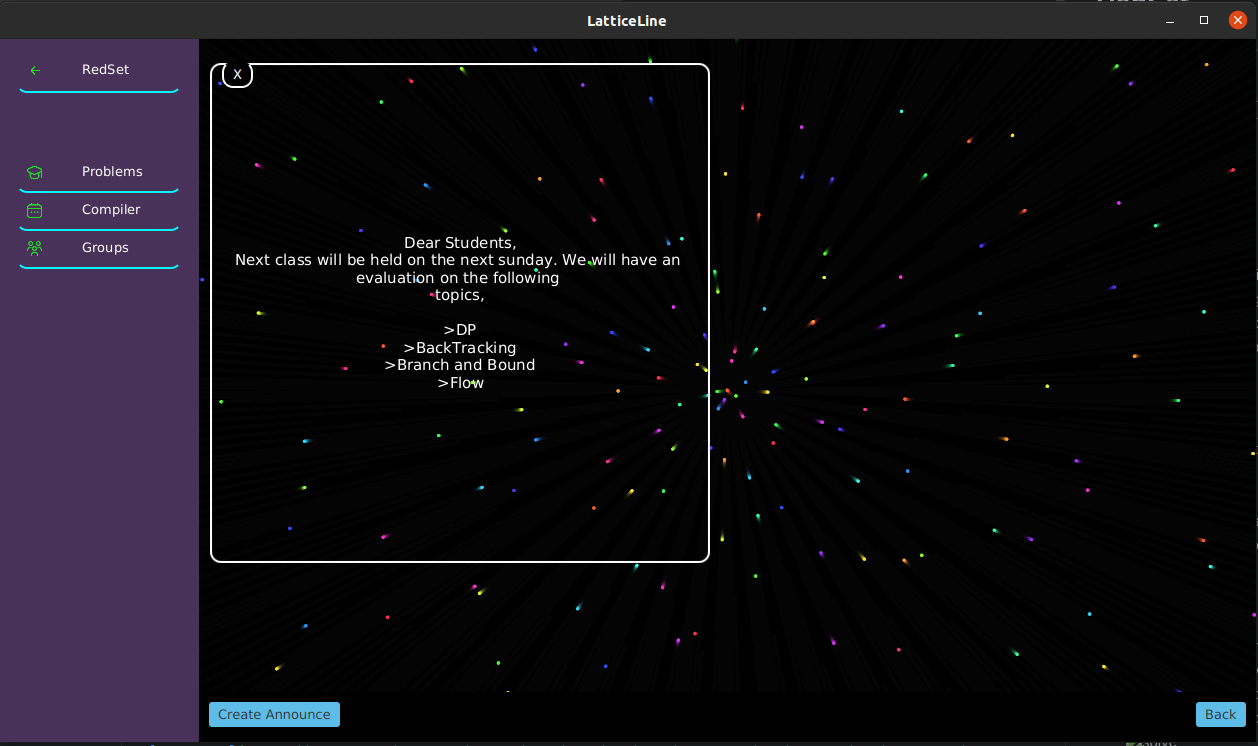 LatticeLine
RedSet
Problems
Compiler
Groups
X
Dear Students,
Next class will be held on the next sunday. We will have an
evaluation on the following
topics,
>DP
>BackTracking
>Branch and Bound
>Flow
Create Announce
Back